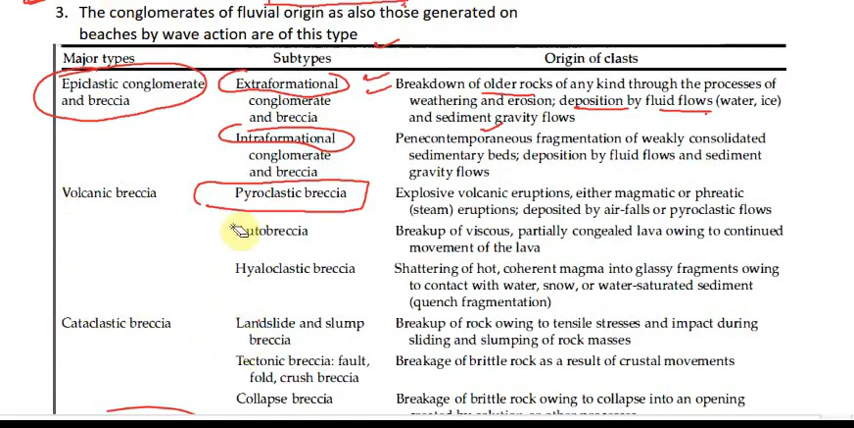 3. The conglomerates of fluvial origin as also those generated on
beaches by wave action are of this type
Major types Subtypes Origin of clasts
Epiclastic conglomerate Extraformational Breakdown of older rocks of any kind through the processes of
and breccia conglomerate weathering and erosion; deposition by fluid flows (water, ice)
and breccia and sediment gravity flows
Intraformational Penecontemporaneous fragmentation of weakly consolidated
conglomerate sedimentary beds; deposition by fluid flows and sediment
and breccia gravity flows
Volcanic breccia Pyroclastic breccia Explosive volcanic eruptions, either magmatic or phreatic
(steam) eruptions; deposited by air-falls or pyroclastic flows
utobreccia Breakup of viscous, partially congealed lava owing to continued
movement of the lava
Hyaloclastic breccia Shattering of hot, coherent magma into glassy fragments owing
to contact with water, snow, or water-saturated sediment
(quench fragmentation)
Cataclastic breccia Landslide and slump Breakup of rock owing to tensile stresses and impact during
breccia sliding and slumping of rock masses
Tectonic breccia: fault, Breakage of brittle rock as a result of crustal movements
fold, crush breccia
Collapse breccia Breakage of brittle rock owing to collapse into an opening